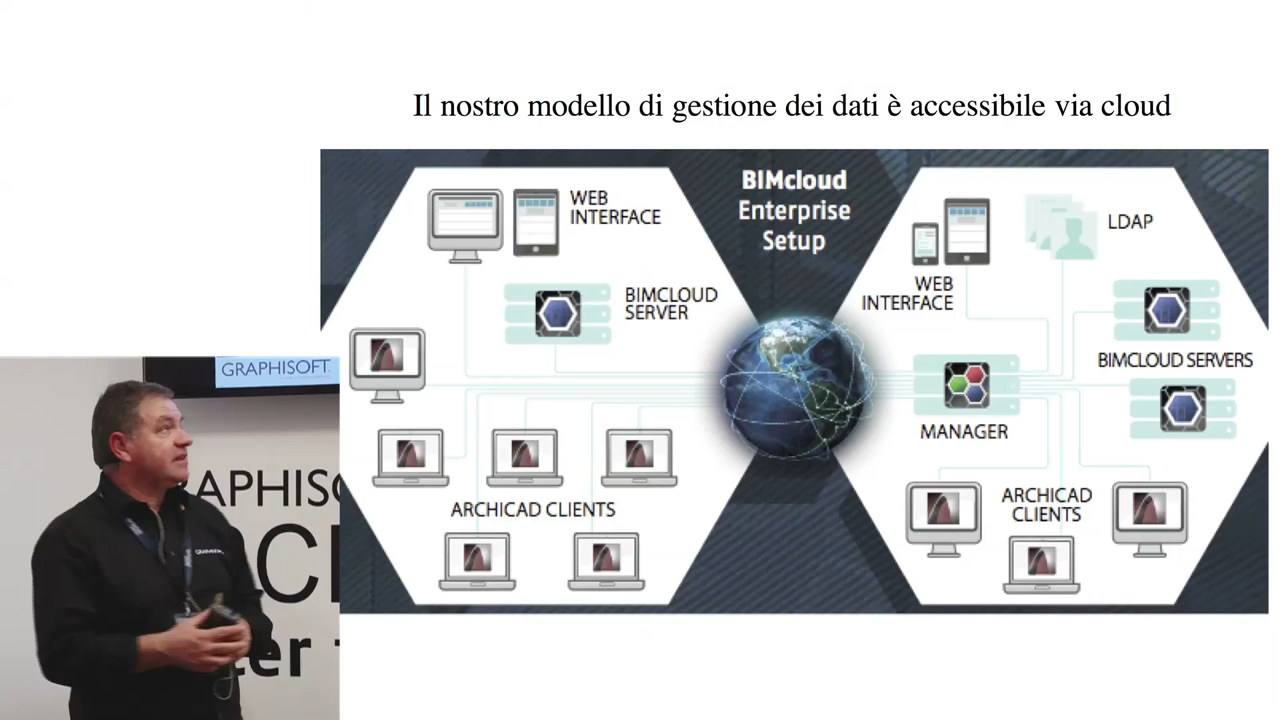 Il nostro modello di gestione dei dati è accessibile via cloud
BIMcloud
Enterprise
Setup
WEB
INTERFACE
BIMCLOUD
SERVER
ARCHICAD CLIENTS
WEB
INTERFACE
LDAP
BIMCLOUD SERVERS
MANAGER
ARCHICAD
CLIENTS
GRAPHISOFT